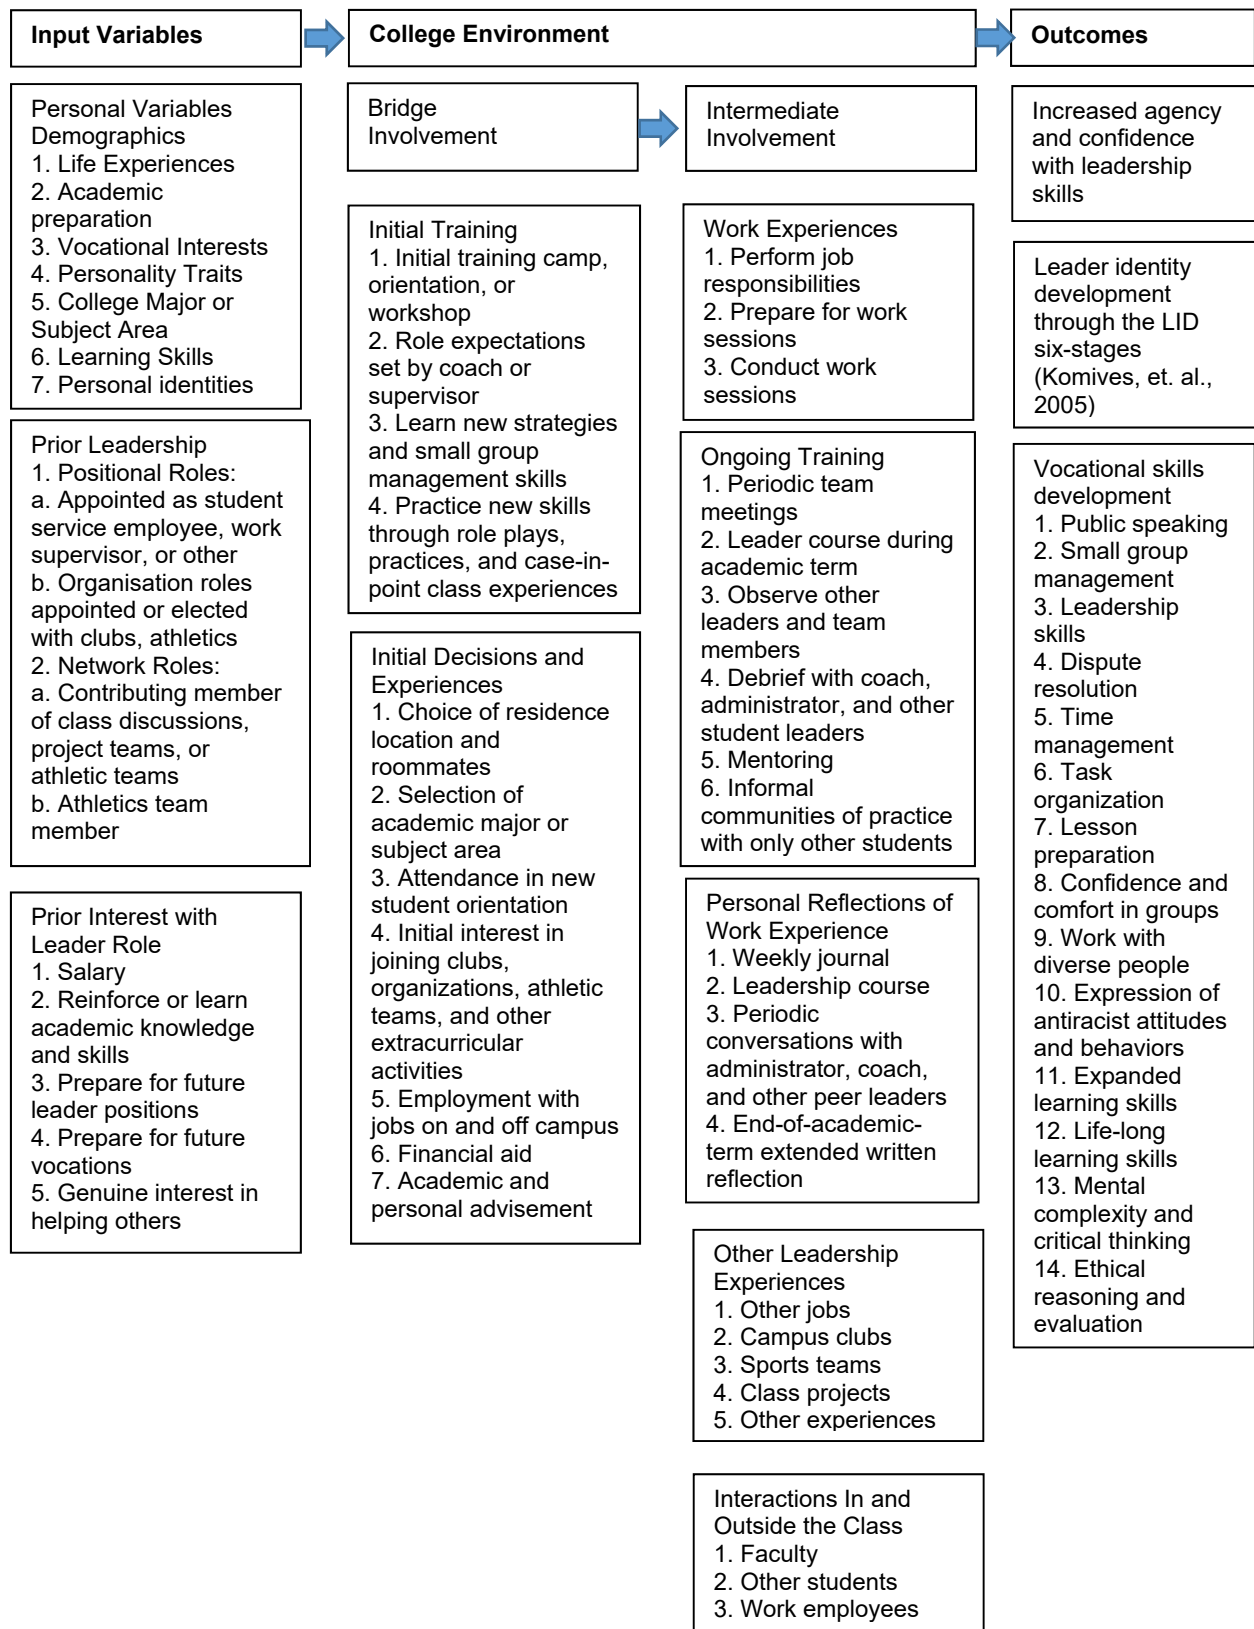 Input Variables
College Environment
Outcomes
Personal Variables
Demographics
1. Life Experiences
2. Academic
preparation
3. Vocational Interests
4. Personality Traits
5. College Major or
Subject Area
6. Learning Skills
7. Personal identities
Prior Leadership
1. Positional Roles:
a. Appointed as student
service employee, work
supervisor, or other
b. Organisation roles
appointed or elected
with clubs, athletics
2. Network Roles:
a. Contributing member
of class discussions,
project teams, or
athletic teams
b. Athletics team
member
Prior Interest with
Leader Role
1. Salary
2. Reinforce or learn
academic knowledge
and skills
3. Prepare for future
leader positions
4. Prepare for future
vocations
5. Genuine interest in
helping others
Bridge
Involvement
Initial Training
1. Initial training camp,
orientation, or
workshop
2. Role expectations
set by coach or
supervisor
3. Learn new strategies
and small group
management skills
4. Practice new skills
through role plays,
practices, and case-in-
point class experiences
Initial Decisions and
Experiences
1. Choice of residence
location and
roommates
2. Selection of
academic major or
subject area
3. Attendance in new
student orientation
4. Initial interest in
joining clubs,
organizations, athletic
teams, and other
extracurricular
activities
5. Employment with
jobs on and off campus
6. Financial aid
7. Academic and
personal advisement
Intermediate
Involvement
Work Experiences
1. Perform job
responsibilities
2. Prepare for work
sessions
3. Conduct work
sessions
Ongoing Training
1. Periodic team
meetings
2. Leader course during
academic term
3. Observe other
leaders and team
members
4. Debrief with coach,
administrator, and other
student leaders
5. Mentoring
6. Informal
communities of practice
with only other students
Personal Reflections of
Work Experience
1. Weekly journal
2. Leadership course
3. Periodic
conversations with
administrator, coach,
and other peer leaders
4. End-of-academic-
term extended written
reflection
Other Leadership
Experiences
1. Other jobs
2. Campus clubs
3. Sports teams
4. Class projects
5. Other experiences
Interactions In and
Outside the Class
1. Faculty
2. Other students
3. Work employees
Increased agency
and confidence
with leadership
skills
Leader identity
development
through the LID
six-stages
(Komives, et. al.,
2005)
Vocational skills
development
1. Public speaking
2. Small group
management
3. Leadership
skills
4. Dispute
resolution
5. Time
management
6. Task
organization
7. Lesson
preparation
8. Confidence and
comfort in groups
9. Work with
diverse people
10. Expression of
antiracist attitudes
and behaviors
11. Expanded
learning skills
12. Life-long
learning skills
13. Mental
complexity and
critical thinking
14. Ethical
reasoning and
evaluation